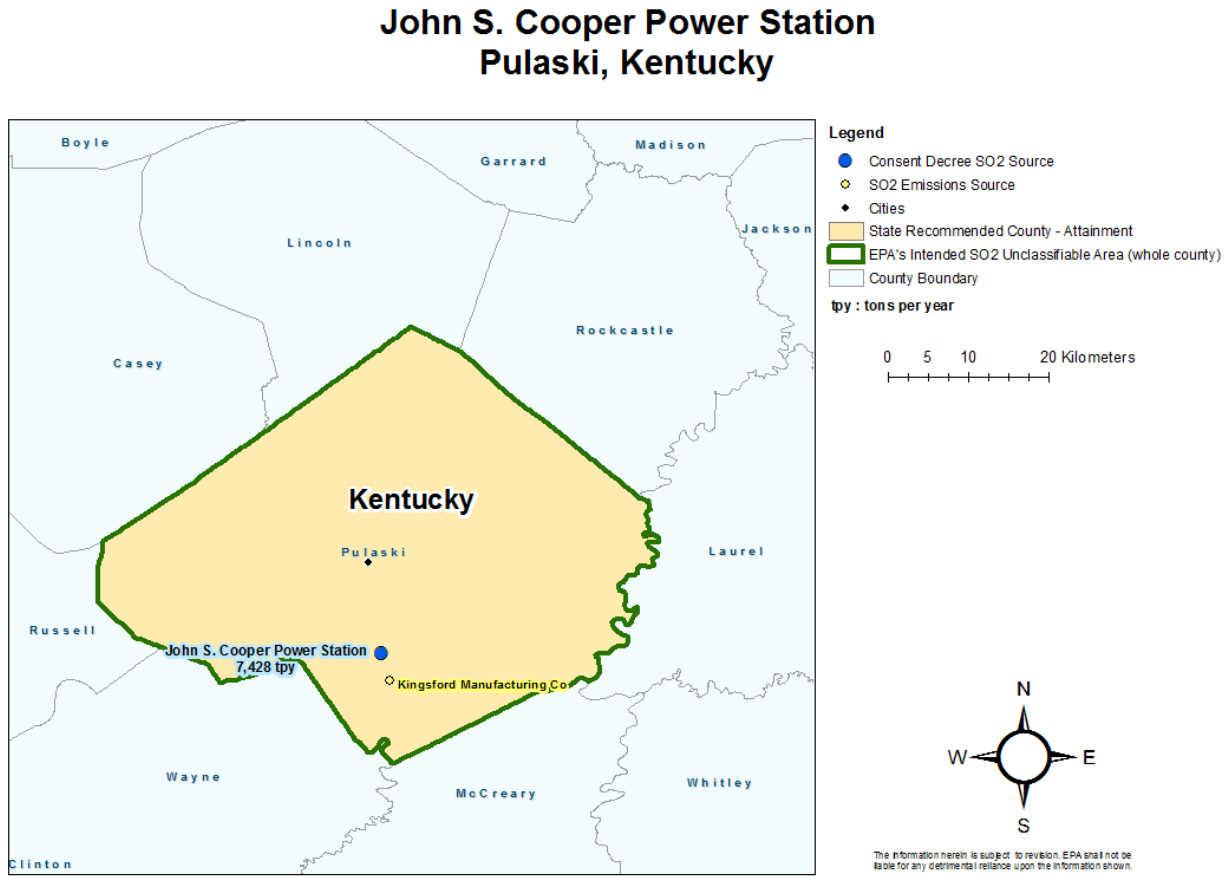 John S. Cooper Power Station
Pulaski, Kentucky
Boyle
Garrard
Madison
Lincoln
Jackson
Rockcastle
Casey
Kentucky
Pulaski
Laurel
Russell
John S. Cooper Power Station
7,428 tpy
Kingsford Manufacturing Co
Wayne
McCreary
Whitley
Clinton
Legend
Consent Decree SO2 Source
SO2 Emissions Source
Cities
State Recommended County - Attainment
EPA's Intended SO2 Unclassifiable Area (whole county)
County Boundary
tpy : tons per year
0 5 10 20 Kilometers
N
W E
S
The information herein is subject to revision. EPA shall not be
liable for any detrimental reliance upon the information shown.